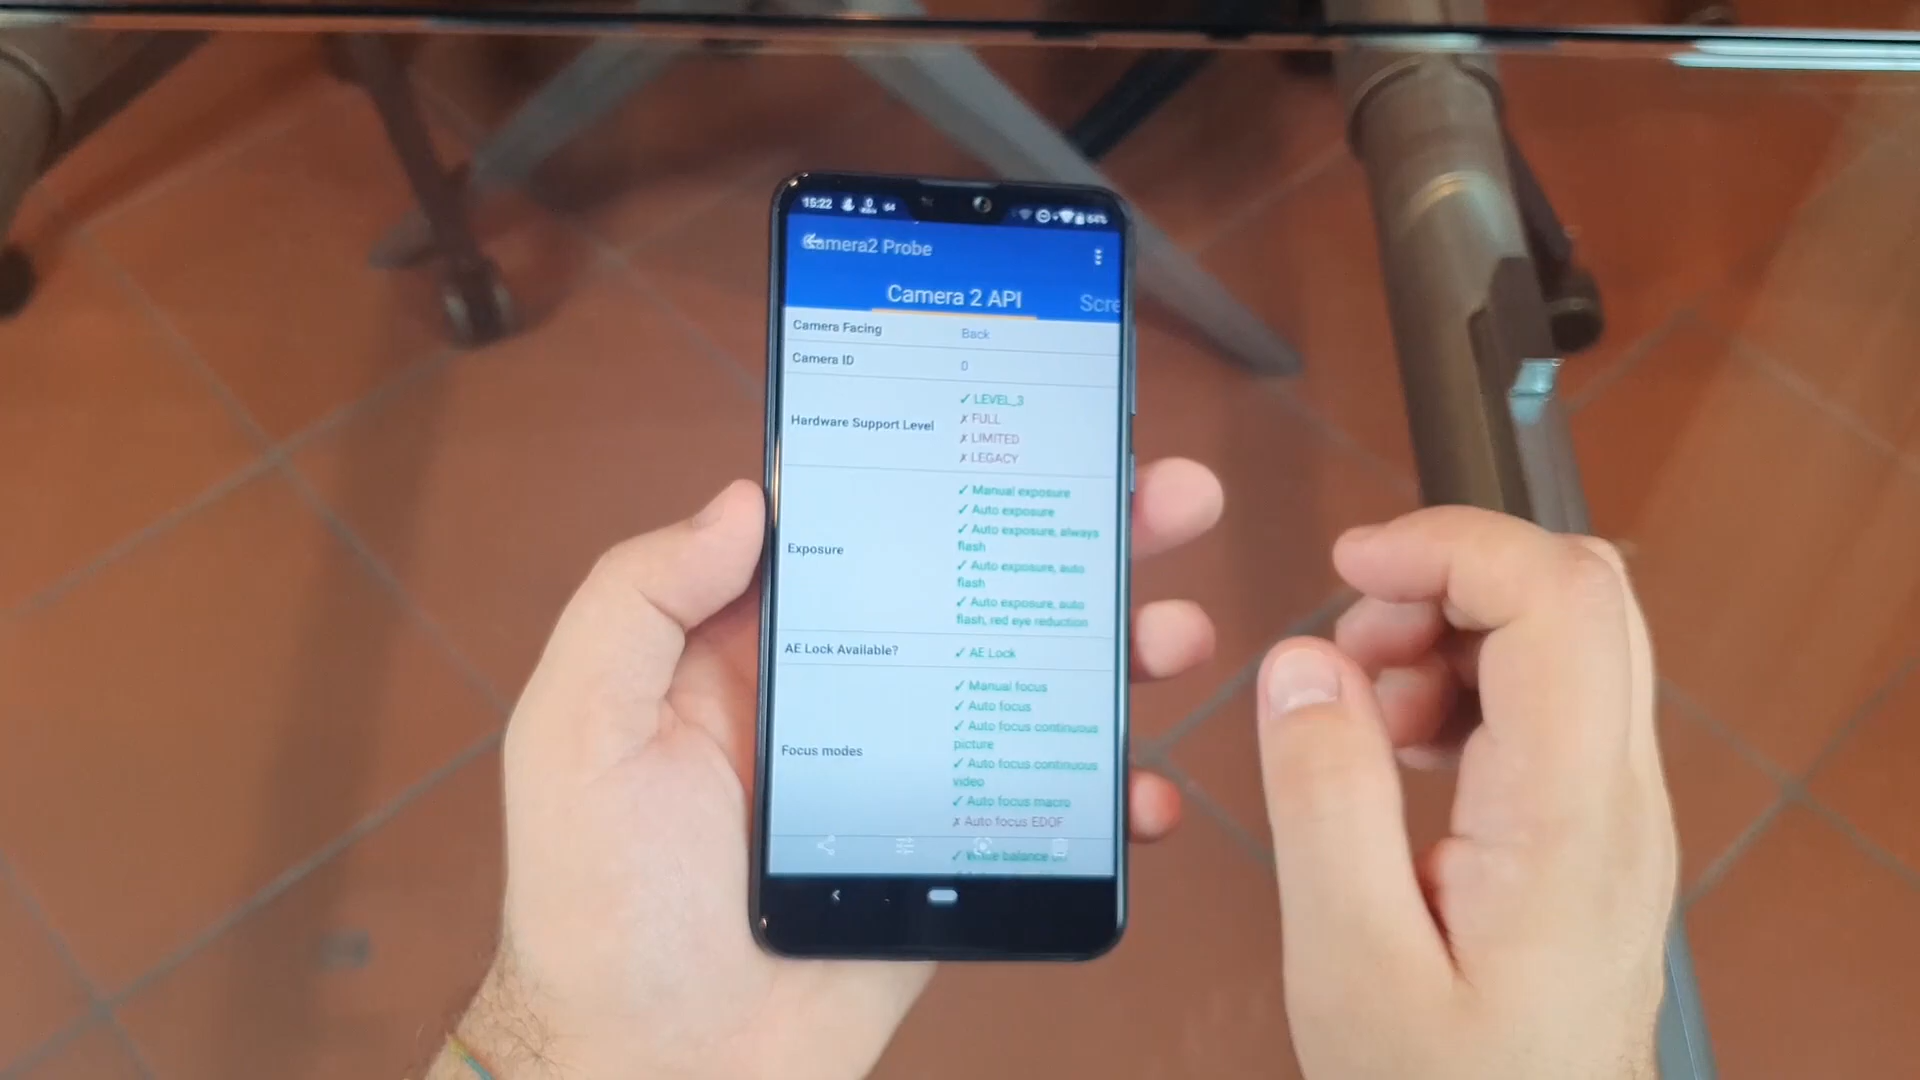 15:22
64%
Camera2 Probe
Camera 2 API
Scre
Camera Facing
Back
Camera ID
0
Hardware Support Level
✓ LEVEL_3
✗ FULL
✗ LIMITED
✗ LEGACY
Exposure
✓ Manual exposure
✓ Auto exposure
✓ Auto exposure, always
flash
✓ Auto exposure, auto
flash
✓ Auto exposure, auto
flash, red eye reduction
AE Lock Available?
✓ AE Lock
Focus modes
✓ Manual focus
✓ Auto focus
✓ Auto focus continuous
picture
✓ Auto focus continuous
video
✓ Auto focus macro
✗ Auto focus EDOF
✓ White balance